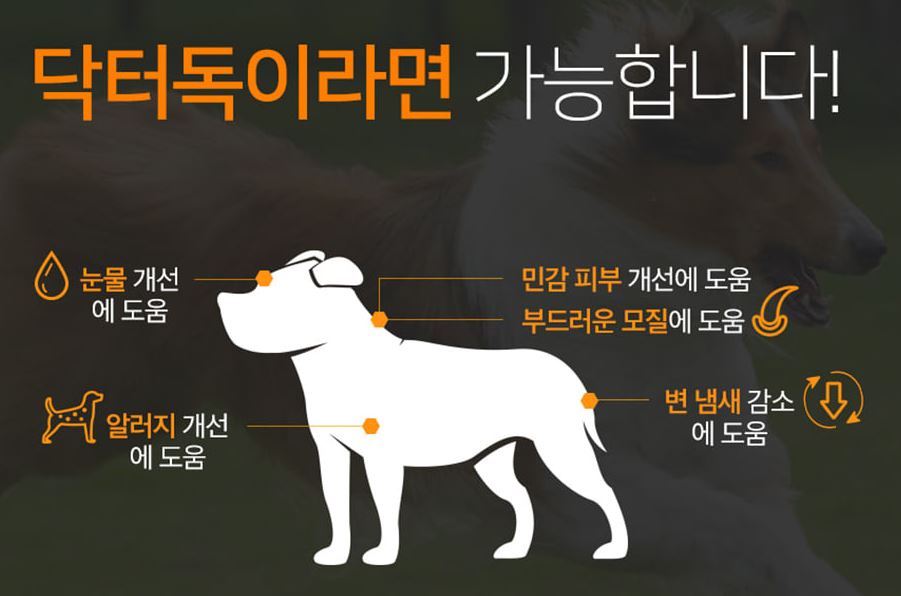 닥터독이라면 가능합니다!
눈물 개선
에 도움
민감 피부 개선에 도움
부드러운 모질에 도움
알러지 개선
에 도움
변 냄새 감소
에 도움